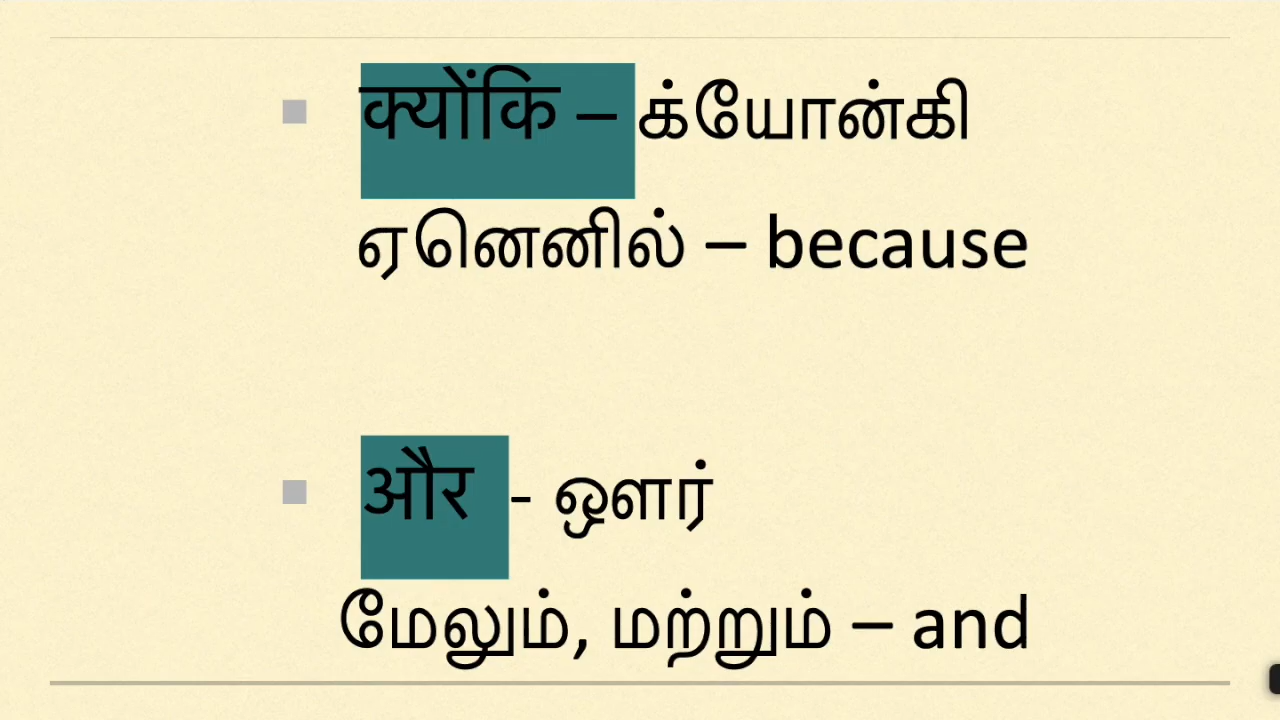 क्योंकि – க்யோன்கி
ஏனெனில் – because
और - ஔர்
மேலும், மற்றும் – and